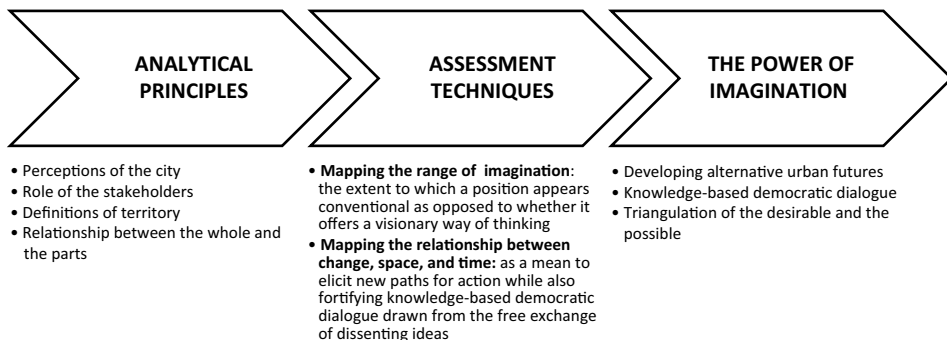 ANALYTICAL
PRINCIPLES
ASSESSMENT
TECHNIQUES
THE POWER OF
IMAGINATION
• Perceptions of the city
• Role of the stakeholders
• Definitions of territory
• Relationship between the whole and
the parts
• Mapping the range of imagination:
the extent to which a position appears
conventional as opposed to whether it
offers a visionary way of thinking
• Mapping the relationship between
change, space, and time: as a mean to
elicit new paths for action while also
fortifying knowledge-based democratic
dialogue drawn from the free exchange
of dissenting ideas
• Developing alternative urban futures
• Knowledge-based democratic dialogue
• Triangulation of the desirable and the
possible